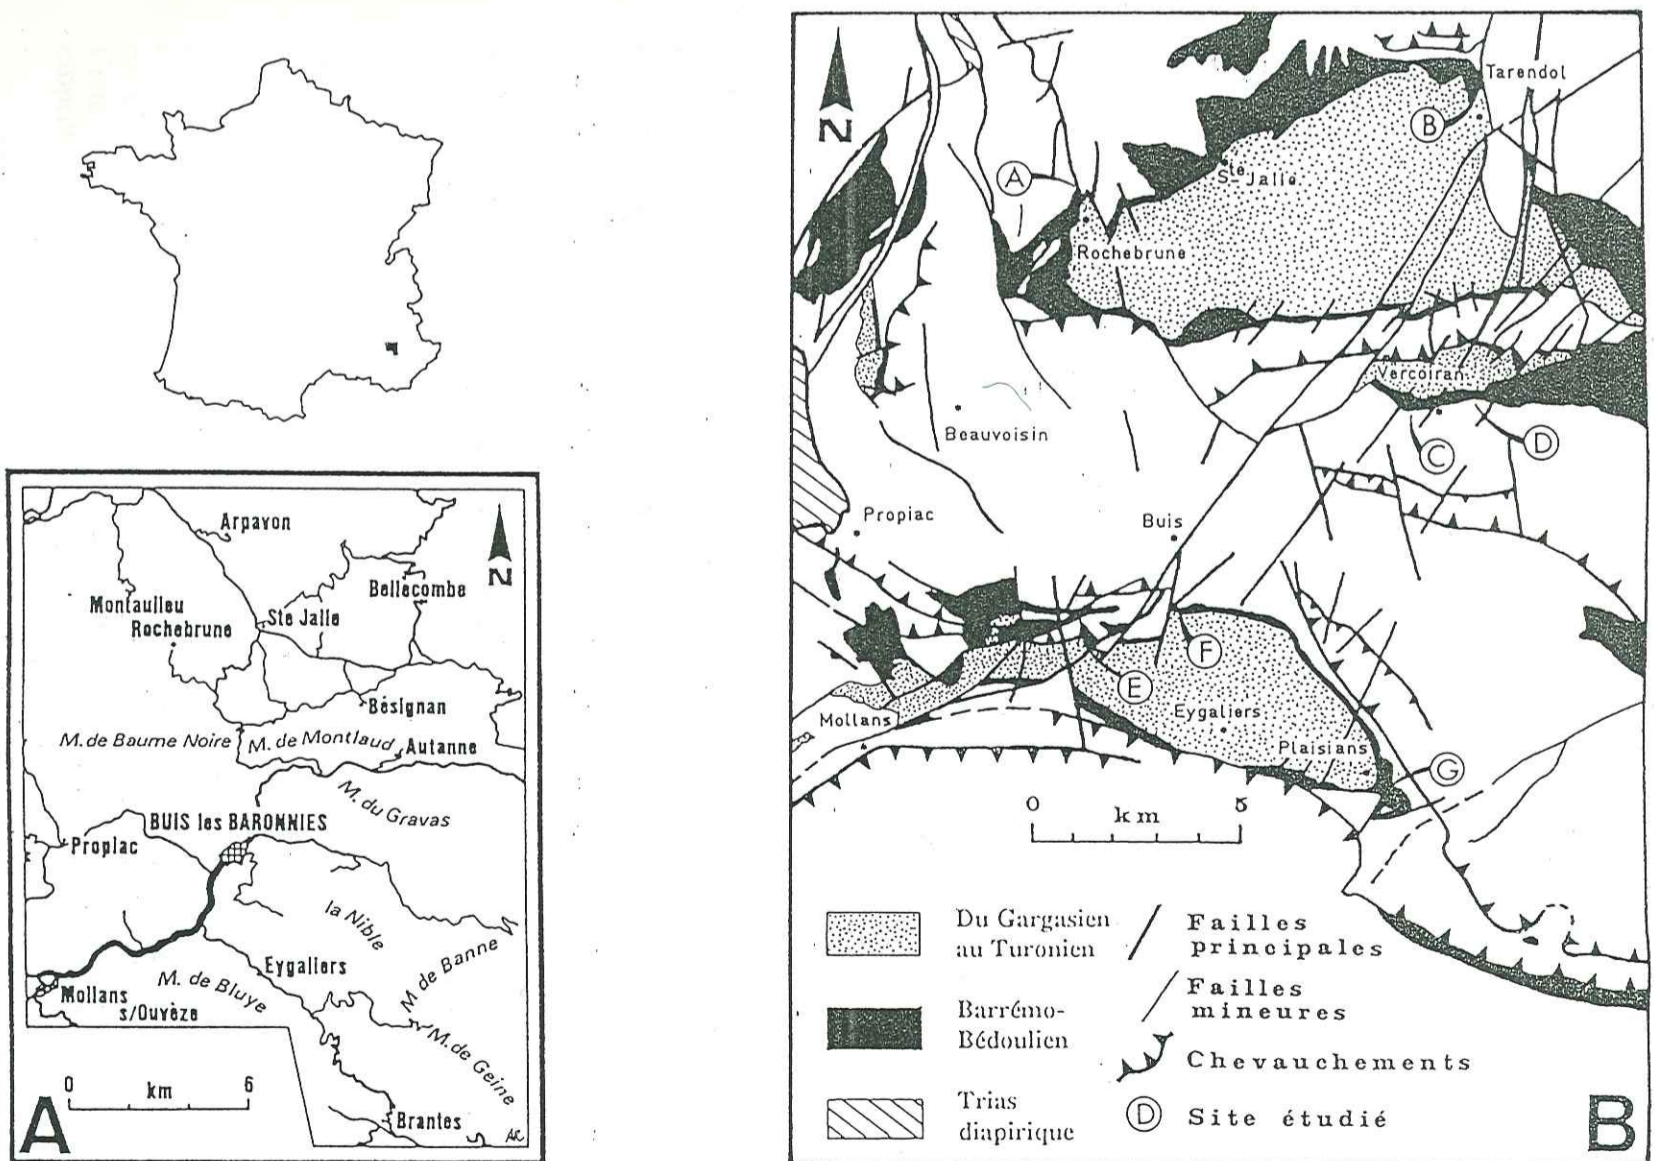 N
Arpavon
Bellecombe
Montaulieu
Rochebrune
Ste Jalle
Bésignan
M. de Baume Noire
M. de Montlaud
Autanne
M. du Gravas
BUIS les BARONNIES
Propiac
la Nible
M. de Banne
Eygaliers
M. de Bluye
Mollans
s/Ouvèze
M. de Geine
Brantes
0 6
km
A
N
Tarendol
B
A
Ste Jalle
Rochebrune
Vercoiran
Beauvoisin
C
D
Propiac
Buis
F
E
Mollans
Eygaliers
Plaisians
G
0 5
km
Du Gargasien
au Turonien
Failles
principales
Barrémo-
Bédoulien
Failles
mineures
Chevauchements
Trias
diapirique
D
Site étudié
B